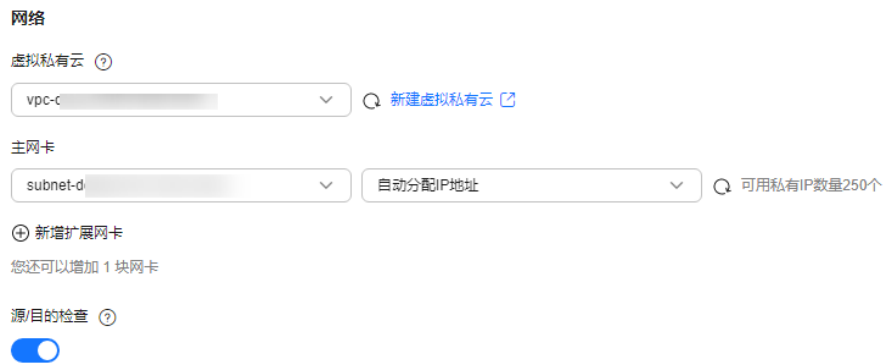 网络
虚拟私有云
vpc-
新建虚拟私有云
主网卡
subnet-d 自动分配IP地址 可用私有IP数量250个
新增扩展网卡
您还可以增加 1 块网卡
源/目的检查